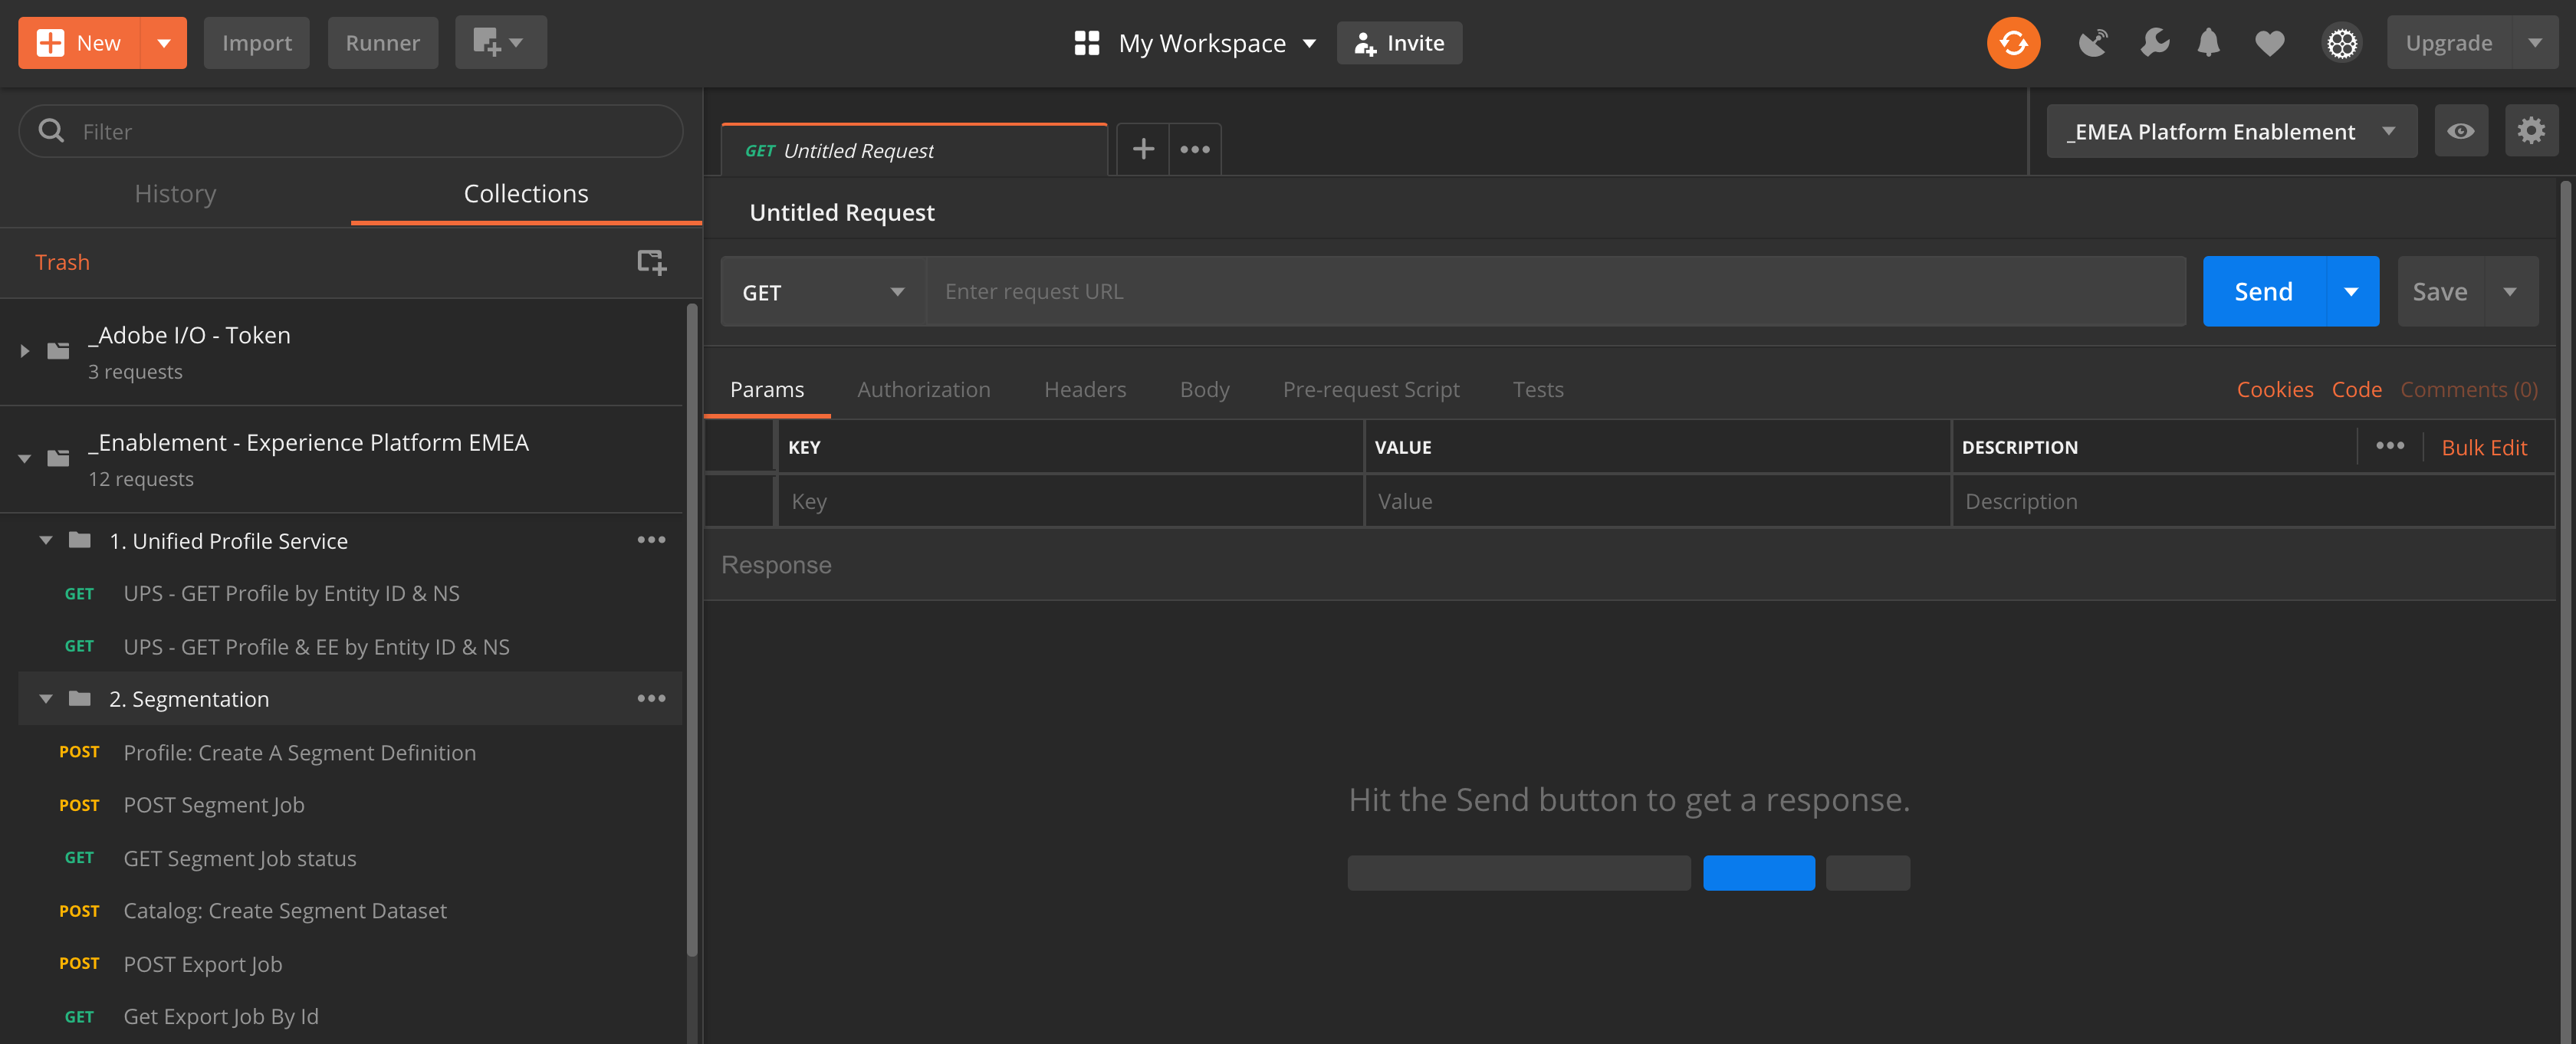 New
Import
Runner
My Workspace
Invite
Upgrade
Filter
History
Collections
Trash
_Adobe I/O - Token
3 requests
_Enablement - Experience Platform EMEA
12 requests
1. Unified Profile Service
GET UPS - GET Profile by Entity ID & NS
GET UPS - GET Profile & EE by Entity ID & NS
2. Segmentation
POST Profile: Create A Segment Definition
POST POST Segment Job
GET GET Segment Job status
POST Catalog: Create Segment Dataset
POST POST Export Job
GET Get Export Job By Id
GET Untitled Request
_EMEA Platform Enablement
Untitled Request
GET
Enter request URL
Send
Save
Params Authorization Headers Body Pre-request Script Tests
Cookies Code Comments (0)
KEY VALUE DESCRIPTION Bulk Edit
Key Value Description
Response
Hit the Send button to get a response.